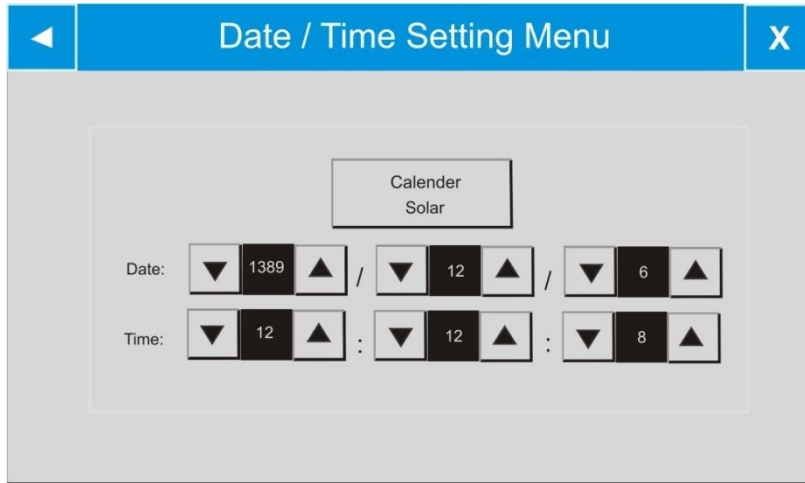 Date / Time Setting Menu X
Calender
Solar
Date: 1389 / 12 / 6
Time: 12 : 12 : 8